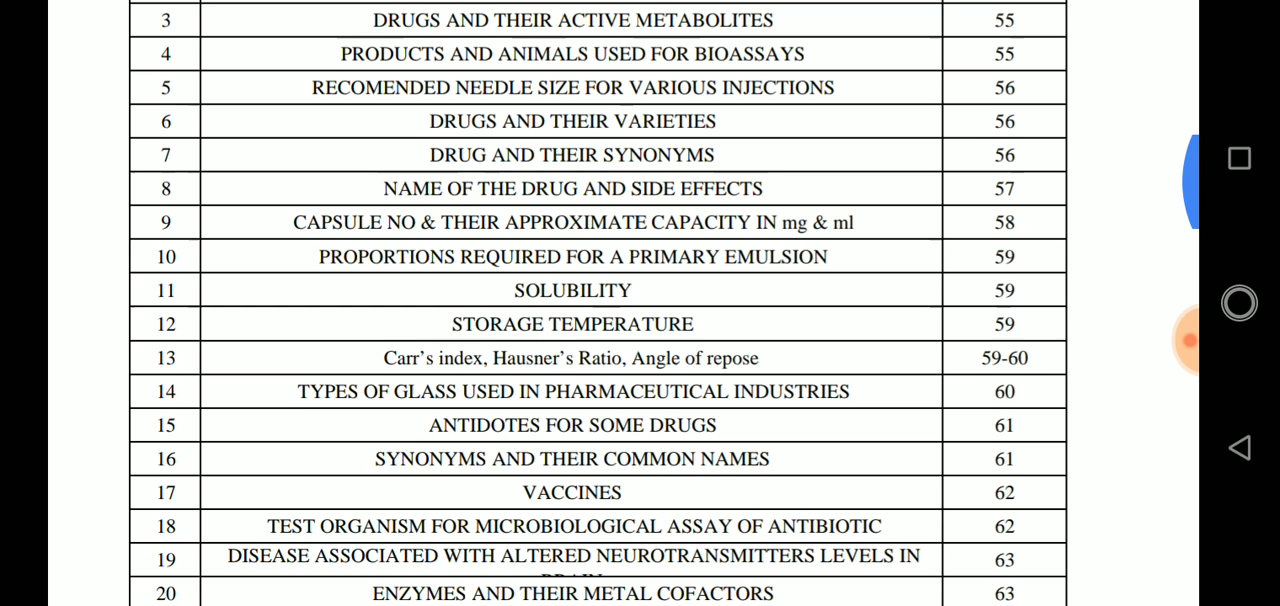 3 DRUGS AND THEIR ACTIVE METABOLITES 55
4 PRODUCTS AND ANIMALS USED FOR BIOASSAYS 55
5 RECOMENDED NEEDLE SIZE FOR VARIOUS INJECTIONS 56
6 DRUGS AND THEIR VARIETIES 56
7 DRUG AND THEIR SYNONYMS 56
8 NAME OF THE DRUG AND SIDE EFFECTS 57
9 CAPSULE NO & THEIR APPROXIMATE CAPACITY IN mg & ml 58
10 PROPORTIONS REQUIRED FOR A PRIMARY EMULSION 59
11 SOLUBILITY 59
12 STORAGE TEMPERATURE 59
13 Carr's index, Hausner's Ratio, Angle of repose 59-60
14 TYPES OF GLASS USED IN PHARMACEUTICAL INDUSTRIES 60
15 ANTIDOTES FOR SOME DRUGS 61
16 SYNONYMS AND THEIR COMMON NAMES 61
17 VACCINES 62
18 TEST ORGANISM FOR MICROBIOLOGICAL ASSAY OF ANTIBIOTIC 62
19 DISEASE ASSOCIATED WITH ALTERED NEUROTRANSMITTERS LEVELS IN 63
20 ENZYMES AND THEIR METAL COFACTORS 63